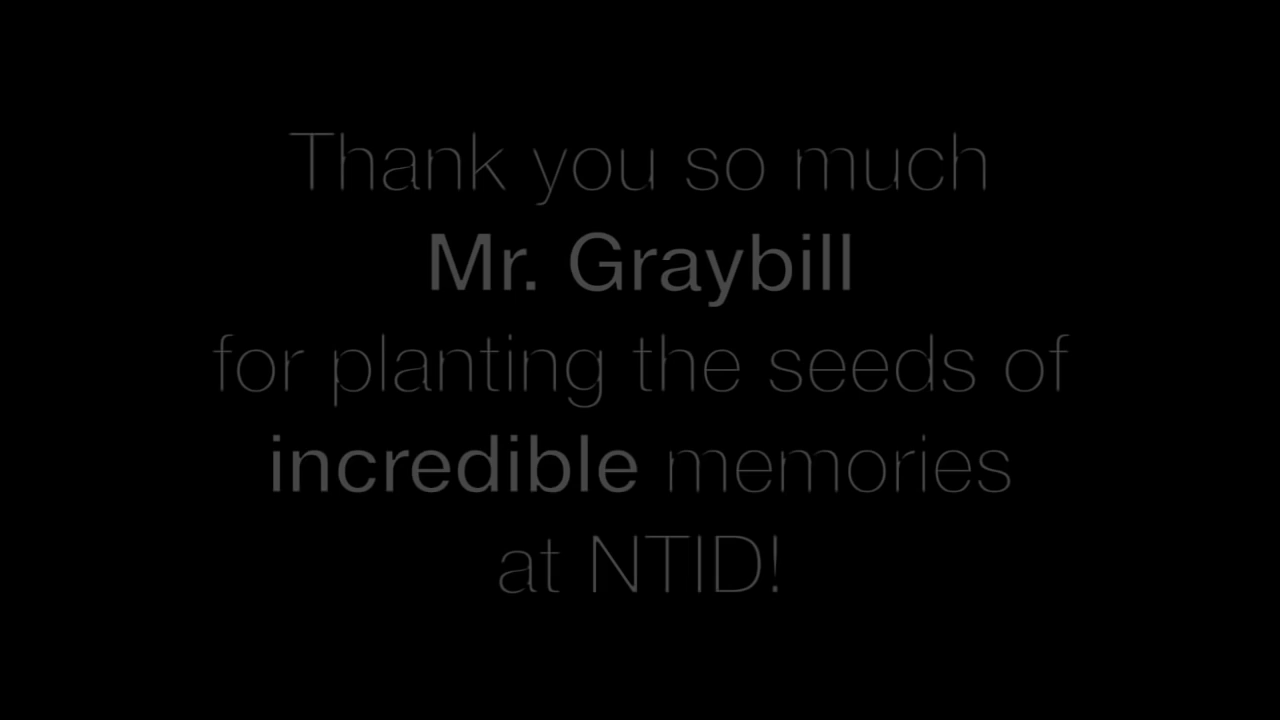 Thank you so much
Mr. Graybill
for planting the seeds of
incredible memories
at NTID!